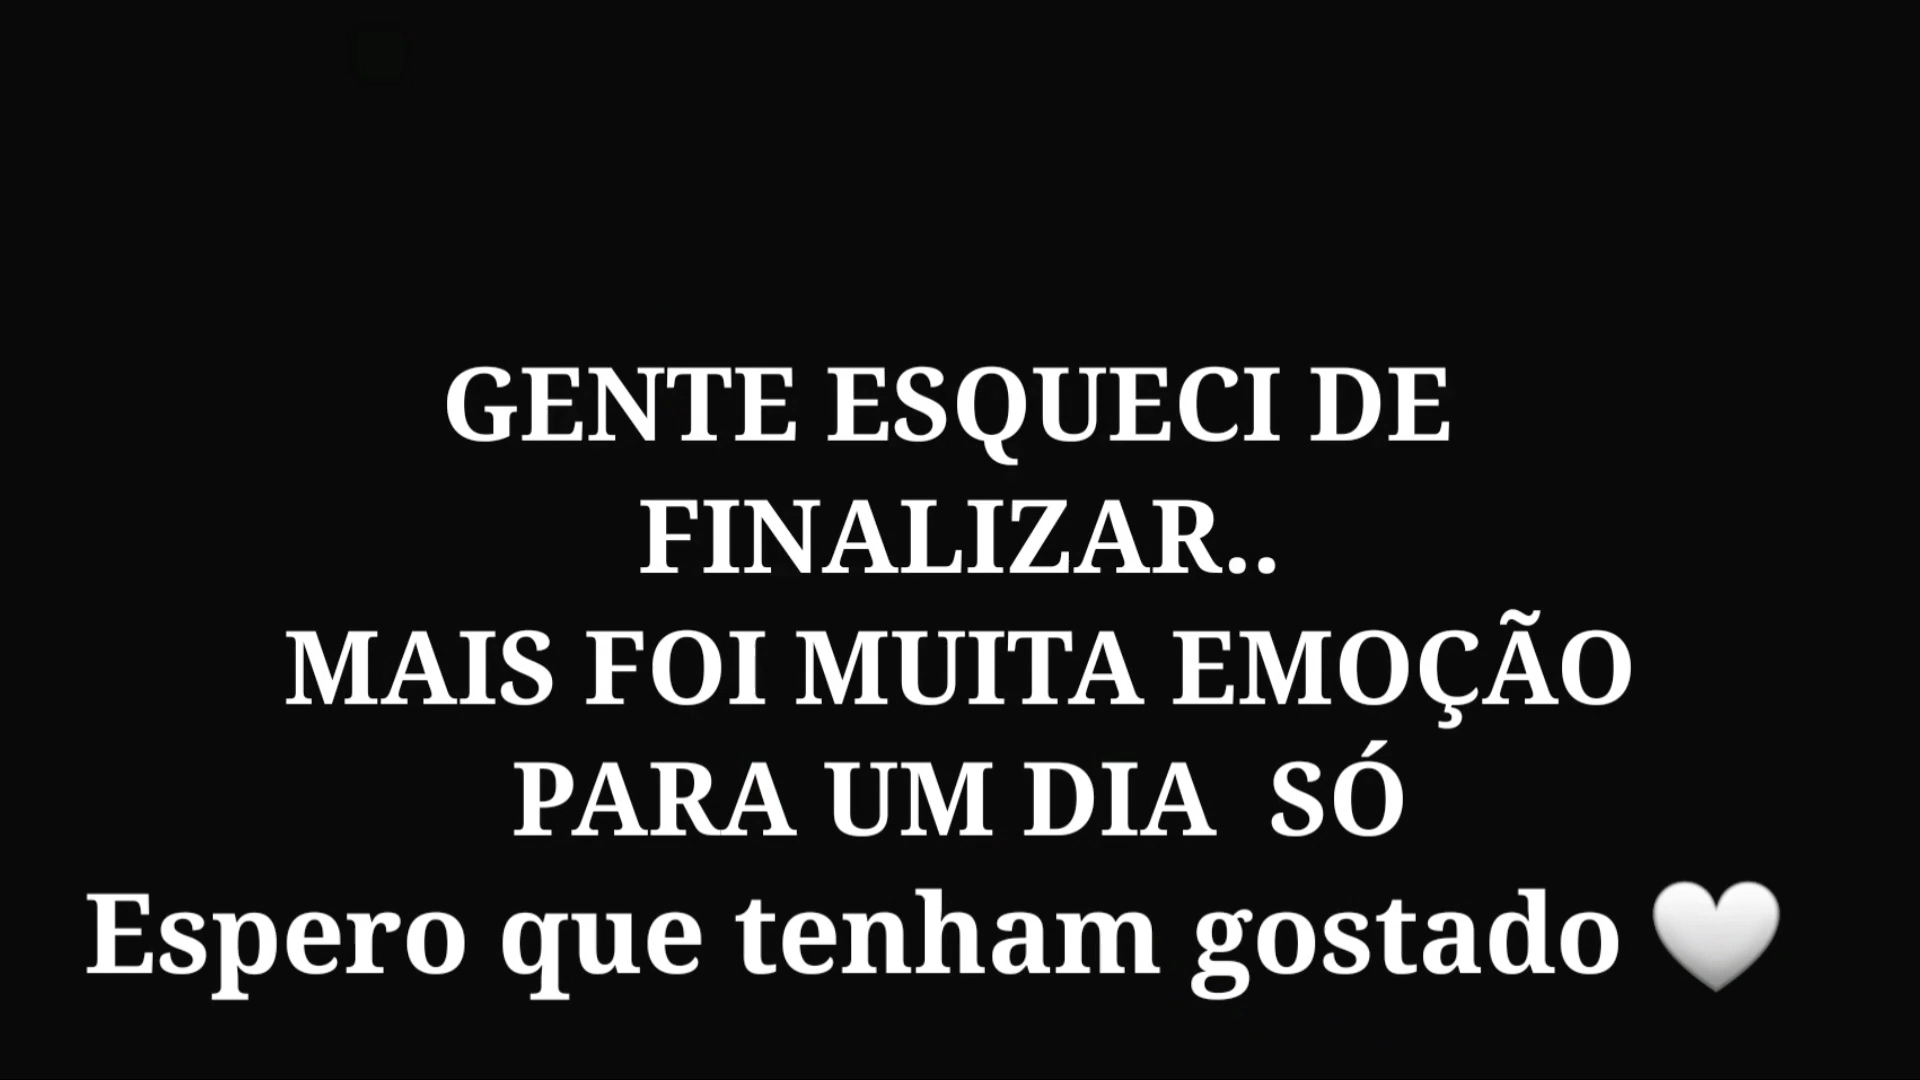 GENTE ESQUECI DE
FINALIZAR..
MAIS FOI MUITA EMOÇÃO
PARA UM DIA  SÓ
Espero que tenham gostado 🤍